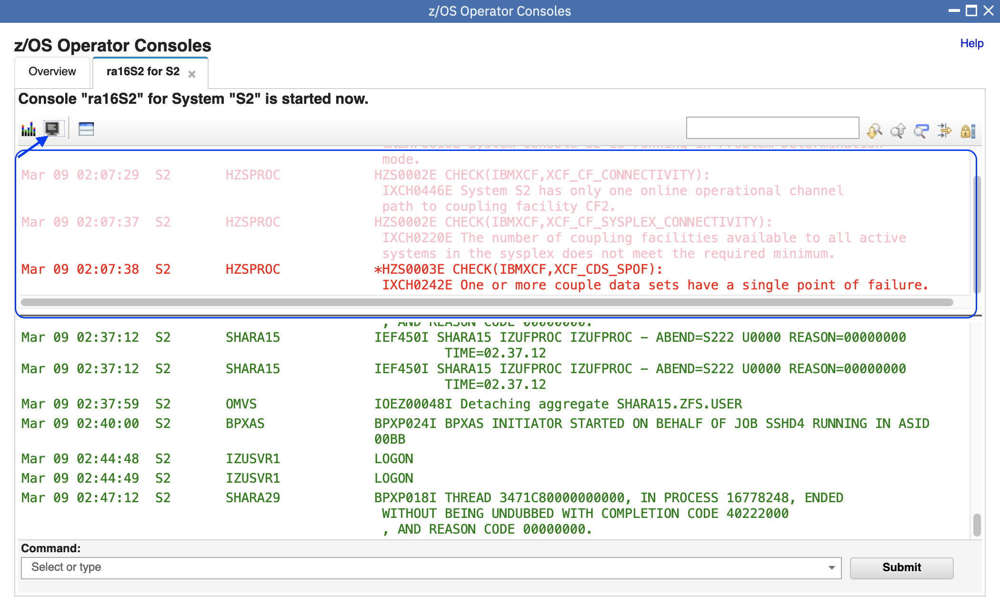 z/OS Operator Consoles
z/OS Operator Consoles
Help
Overview
ra16S2 for S2
Console "ra16S2" for System "S2" is started now.
mode.
Mar 09 02:07:29 S2 HZSPROC HZS0002E CHECK(IBMXCF,XCF_CF_CONNECTIVITY):
IXCH0446E System S2 has only one online operational channel
path to coupling facility CF2.
Mar 09 02:07:37 S2 HZSPROC HZS0002E CHECK(IBMXCF,XCF_CF_SYSPLEX_CONNECTIVITY):
IXCH0220E The number of coupling facilities available to all active
systems in the sysplex does not meet the required minimum.
Mar 09 02:07:38 S2 HZSPROC *HZS0003E CHECK(IBMXCF,XCF_CDS_SPOF):
IXCH0242E One or more couple data sets have a single point of failure.
, AND REASON CODE 00000000.
Mar 09 02:37:12 S2 SHARA15 IEF450I SHARA15 IZUFPROC IZUFPROC - ABEND=S222 U0000 REASON=00000000
TIME=02.37.12
Mar 09 02:37:12 S2 SHARA15 IEF450I SHARA15 IZUFPROC IZUFPROC - ABEND=S222 U0000 REASON=00000000
TIME=02.37.12
Mar 09 02:37:59 S2 OMVS IOEZ00048I Detaching aggregate SHARA15.ZFS.USER
Mar 09 02:40:00 S2 BPXAS BPXP024I BPXAS INITIATOR STARTED ON BEHALF OF JOB SSHD4 RUNNING IN ASID
00BB
Mar 09 02:44:48 S2 IZUSVR1 LOGON
Mar 09 02:44:49 S2 IZUSVR1 LOGON
Mar 09 02:47:12 S2 SHARA29 BPXP018I THREAD 3471C80000000000, IN PROCESS 16778248, ENDED
WITHOUT BEING UNDUBBED WITH COMPLETION CODE 40222000
, AND REASON CODE 00000000.
Command:
Select or type
Submit